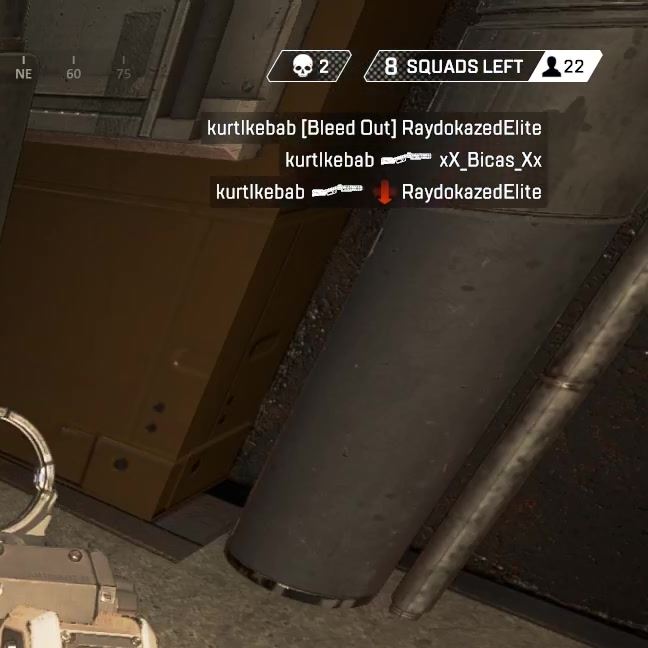 NE 60 75
2 8 SQUADS LEFT 22
kurtlkebab [Bleed Out] RaydokazedElite
kurtlkebab xX_Bicas_Xx
kurtlkebab RaydokazedElite